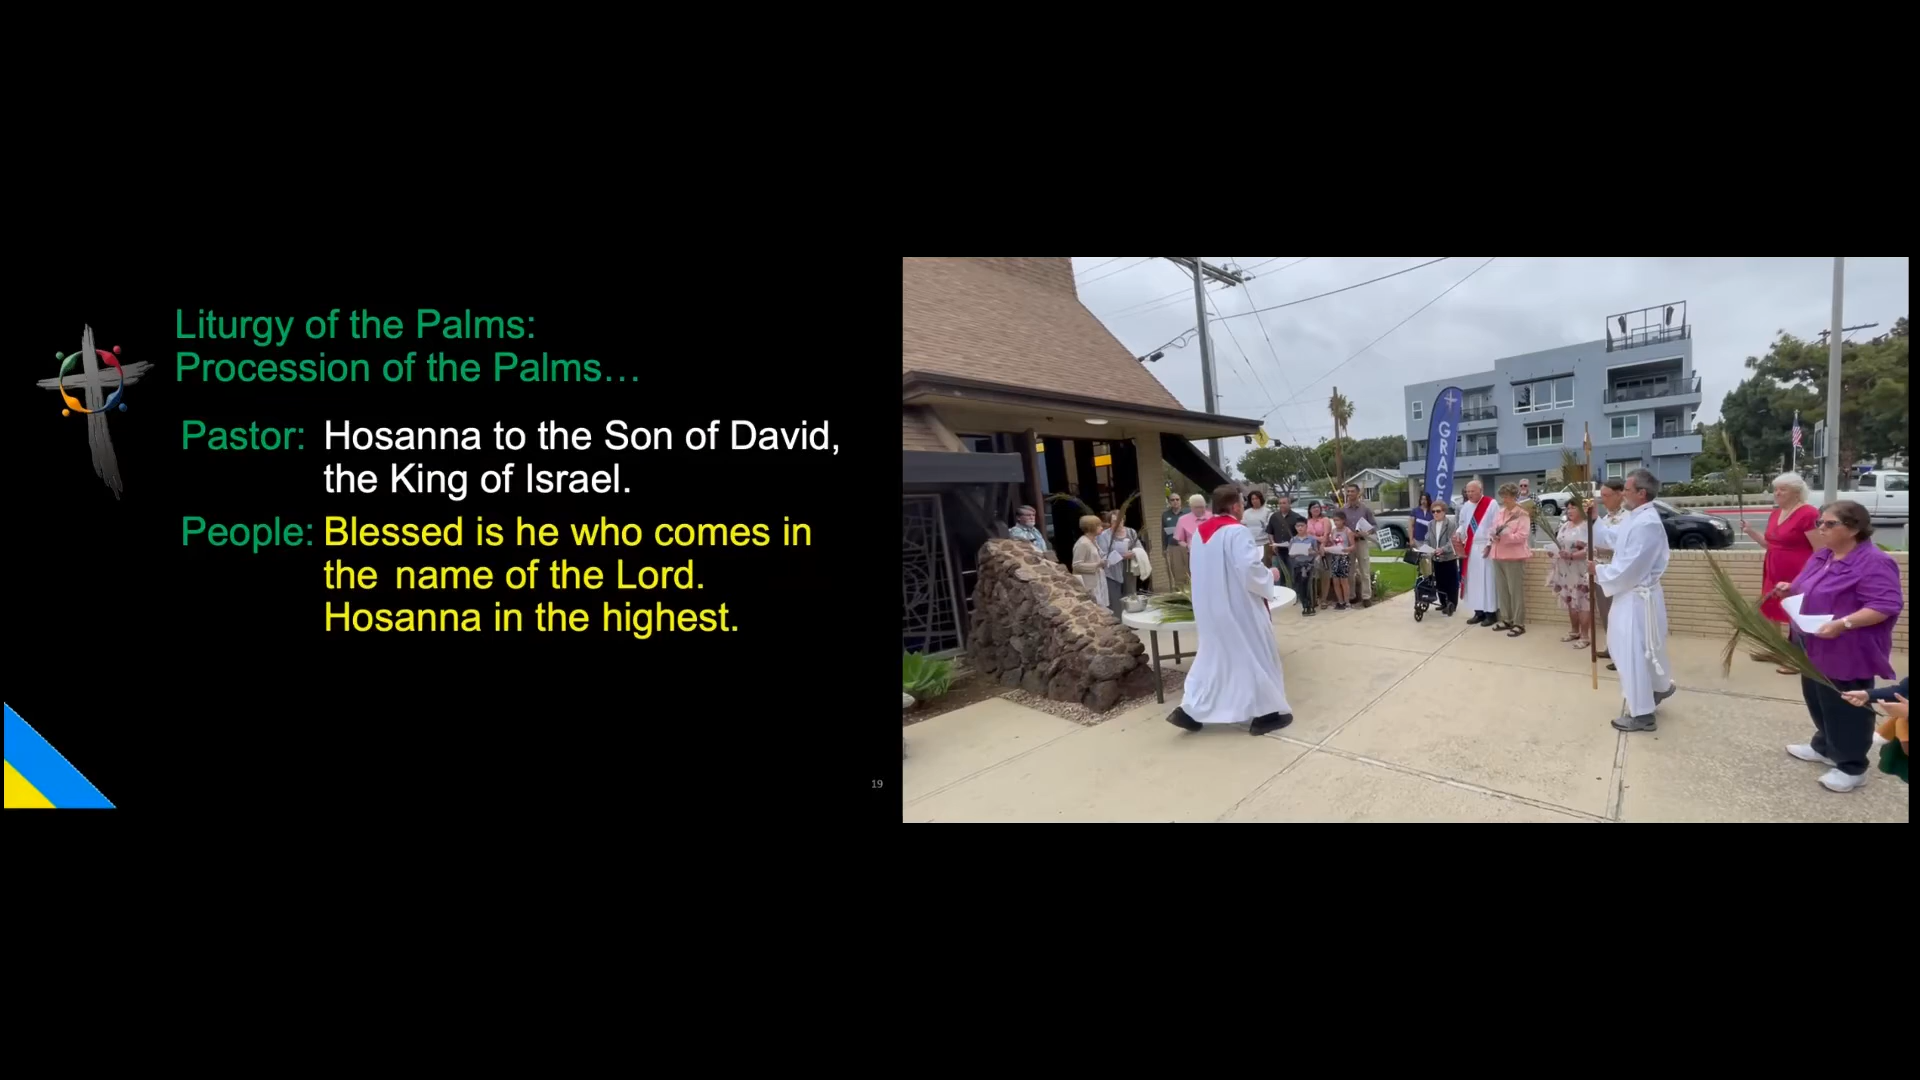 Liturgy of the Palms:
Procession of the Palms…
Pastor: Hosanna to the Son of David,
the King of Israel.
People: Blessed is he who comes in
the name of the Lord.
Hosanna in the highest.
19
GRACE